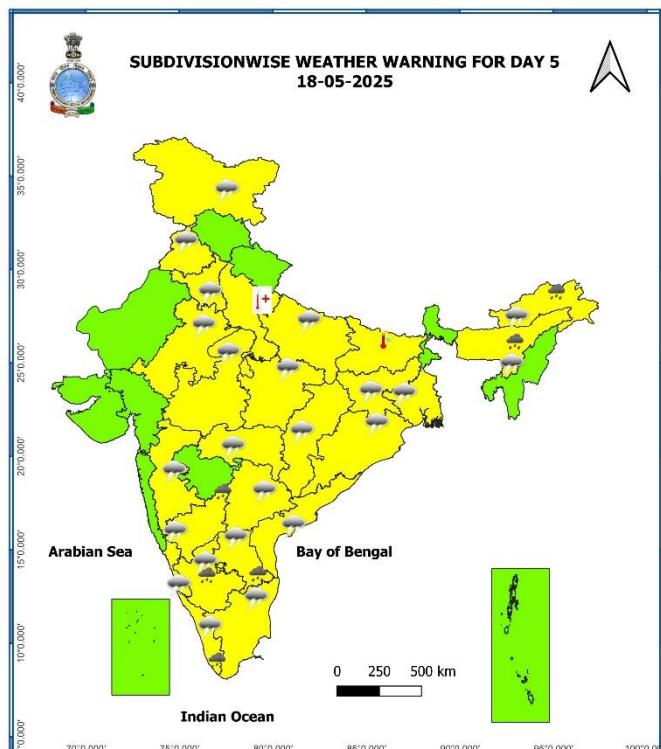 SUBDIVISIONWISE WEATHER WARNING FOR DAY 5
18-05-2025
40°0.000'
35°0.000'
30°0.000'
25°0.000'
20°0.000'
15°0.000'
10°0.000'
Arabian Sea
Bay of Bengal
0 250 500 km
Indian Ocean
70°0.000' 75°0.000' 80°0.000' 85°0.000' 90°0.000' 95°0.000'